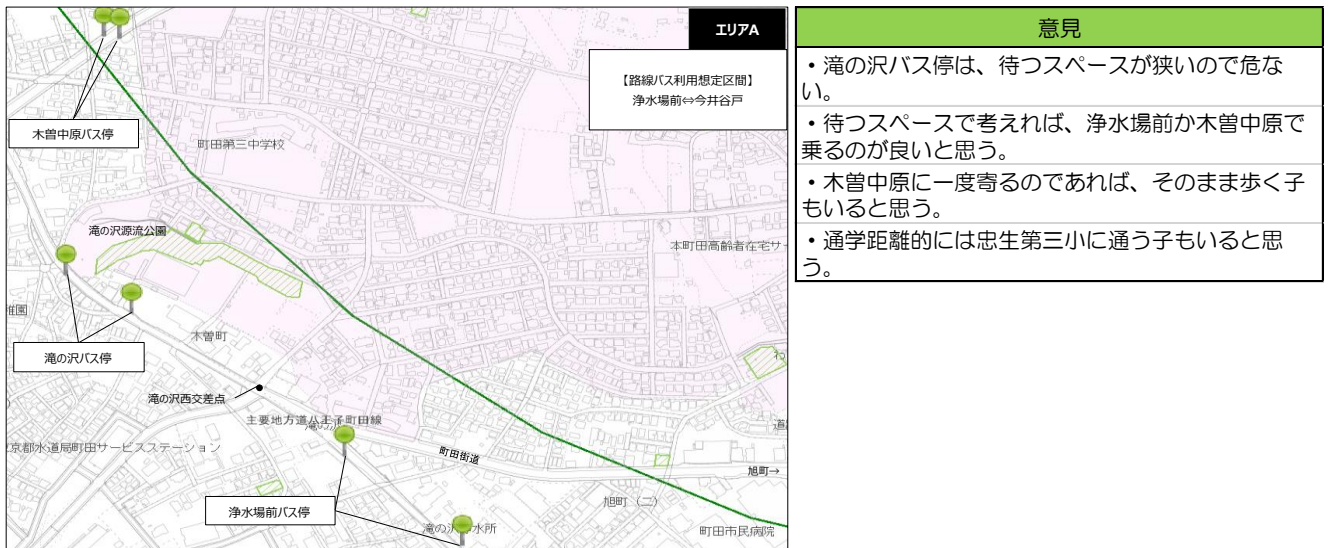 エリアA
【路線バス利用想定区間】
浄水場前⇔今井谷戸
木曽中原バス停
町田第三中学校
滝の沢源流公園
本町田高齢者在宅サ
稚園
木曽町
滝の沢バス停
滝の沢西交差点
主要地方道八王子町田線
京都水道局町田サービスステーション
町田街道
旭町→
旭町（二）
浄水場前バス停
町田市民病院
意見
・滝の沢バス停は、待つスペースが狭いので危な
い。
・待つスペースで考えれば、浄水場前か木曽中原で
乗るのが良いと思う。
・木曽中原に一度寄るのであれば、そのまま歩く子
もいると思う。
・通学距離的には忠生第三小に通う子もいると思
う。